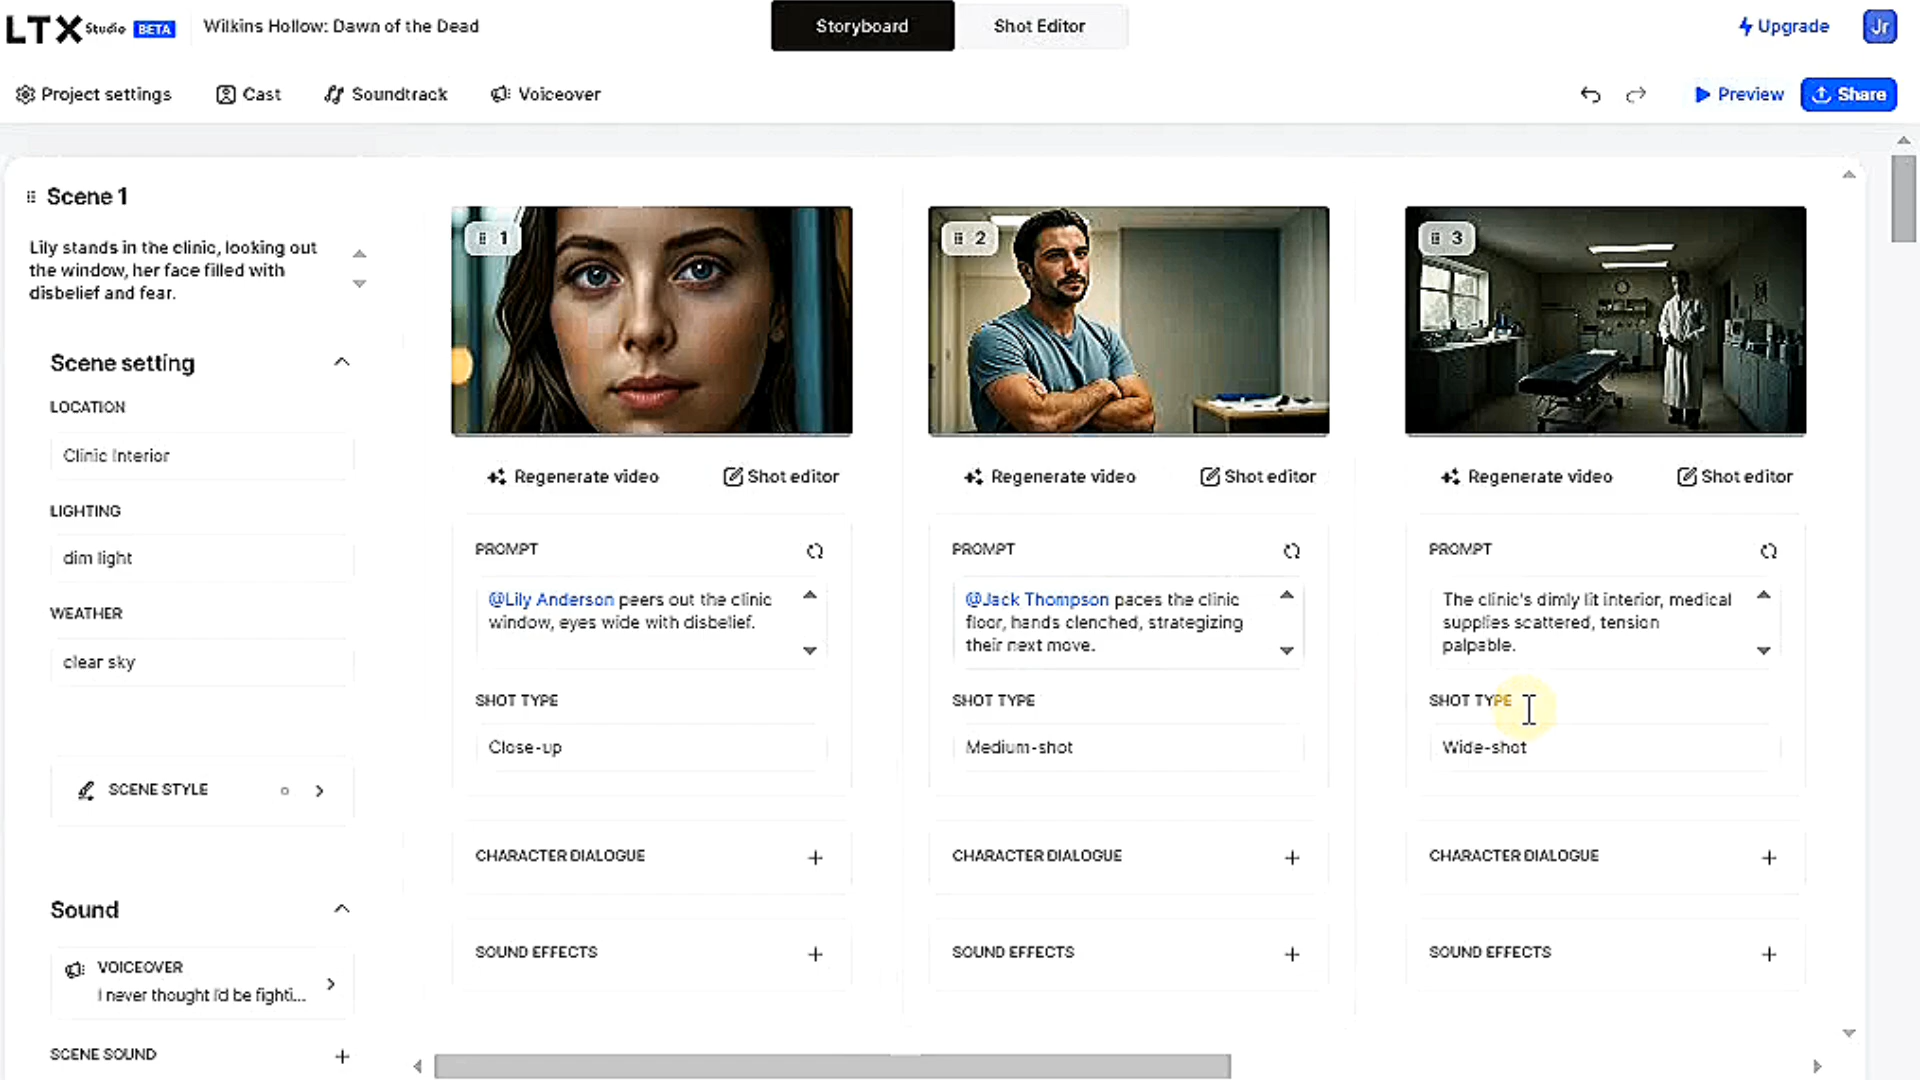 LTX Studio BETA
Wilkins Hollow: Dawn of the Dead
Storyboard
Shot Editor
Upgrade
Jr
Project settings
Cast
Soundtrack
Voiceover
Preview
Share
Scene 1
Lily stands in the clinic, looking out
the window, her face filled with
disbelief and fear.
Scene setting
LOCATION
Clinic Interior
LIGHTING
dim light
WEATHER
clear sky
SCENE STYLE
Sound
VOICEOVER
I never thought I'd be fighti...
SCENE SOUND
1
Regenerate video
Shot editor
PROMPT
@Lily Anderson peers out the clinic
window, eyes wide with disbelief.
SHOT TYPE
Close-up
CHARACTER DIALOGUE
SOUND EFFECTS
2
Regenerate video
Shot editor
PROMPT
@Jack Thompson paces the clinic
floor, hands clenched, strategizing
their next move.
SHOT TYPE
Medium-shot
CHARACTER DIALOGUE
SOUND EFFECTS
3
Regenerate video
Shot editor
PROMPT
The clinic's dimly lit interior, medical
supplies scattered, tension
palpable.
SHOT TYPE
Wide-shot
CHARACTER DIALOGUE
SOUND EFFECTS